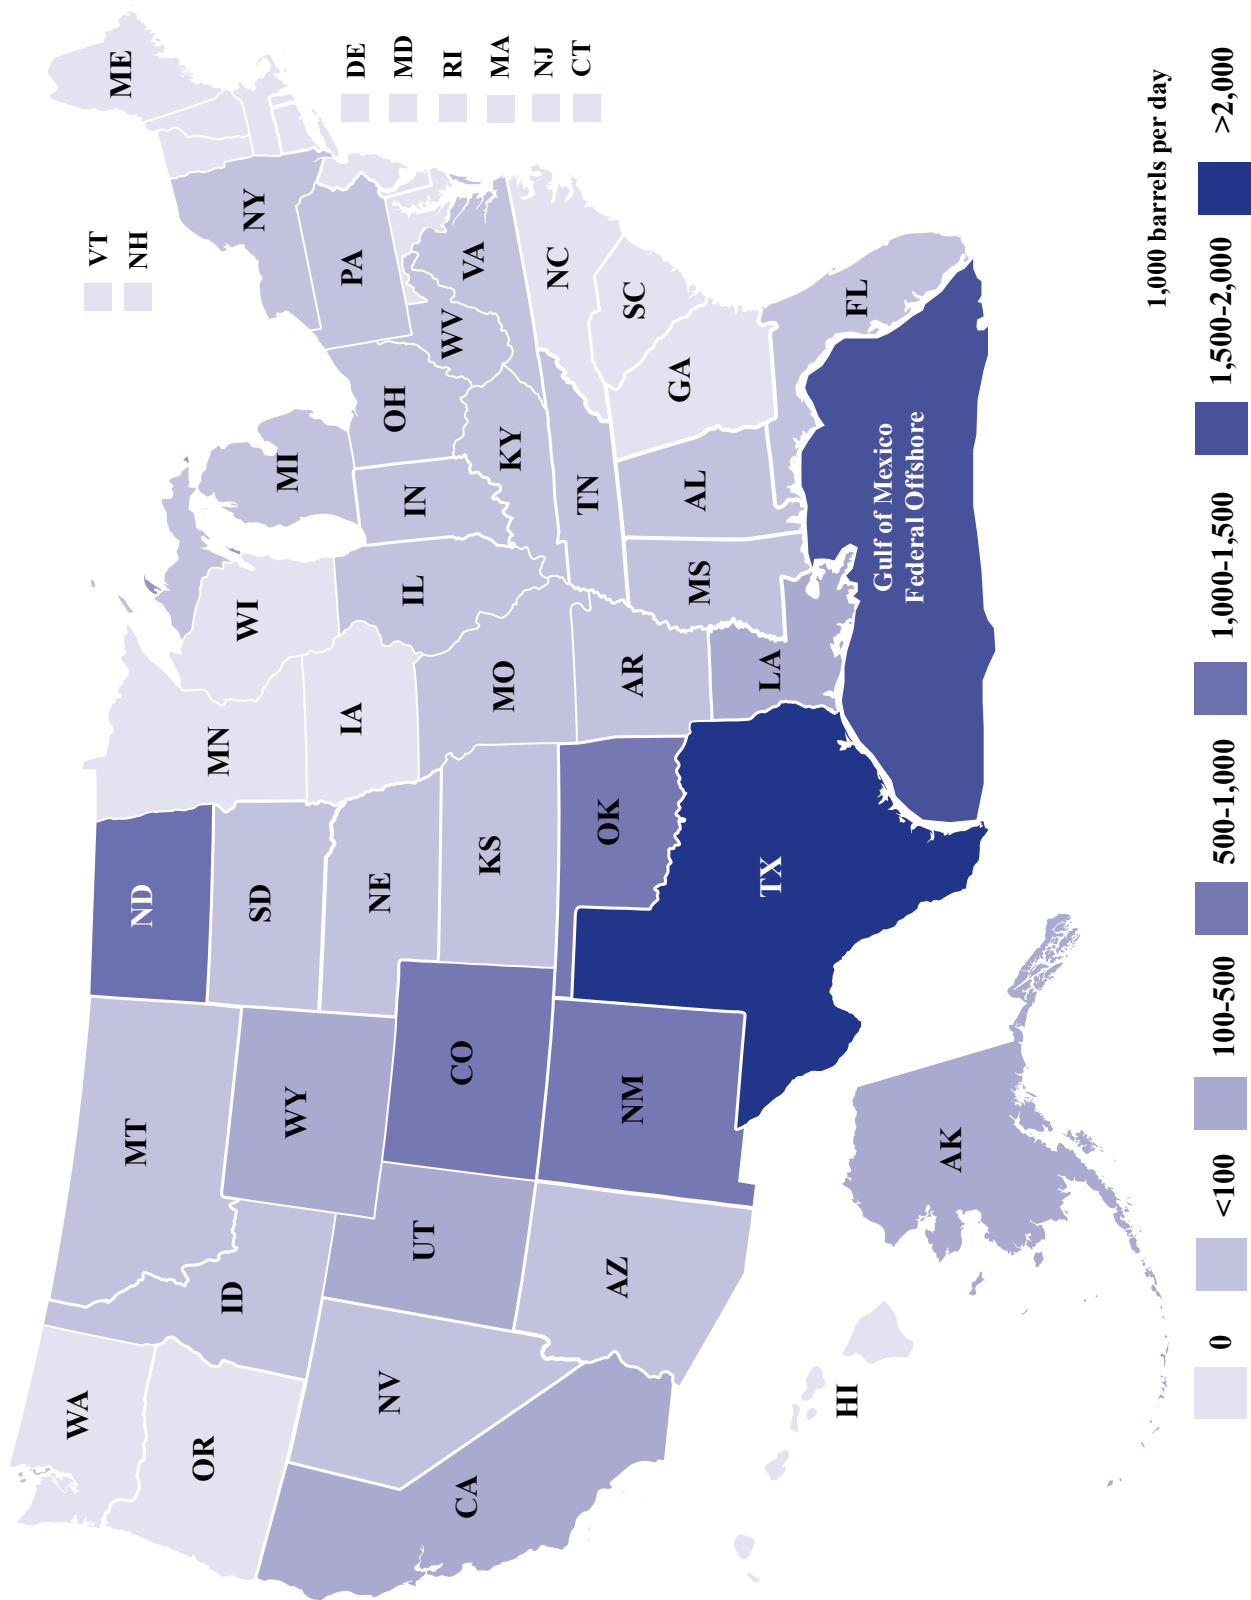 WA
OR
CA
NV
ID
MT
WY
UT
AZ
CO
NM
ND
SD
NE
KS
OK
TX
MN
IA
MO
AR
LA
WI
IL
MS
MI
IN
KY
TN
AL
OH
WV
VA
PA
NY
ME
VT
NH
DE
MD
RI
MA
NJ
CT
NC
SC
GA
FL
Gulf of Mexico
Federal Offshore
AK
HI
1,000 barrels per day
0
<100
100-500
500-1,000
1,000-1,500
1,500-2,000
>2,000